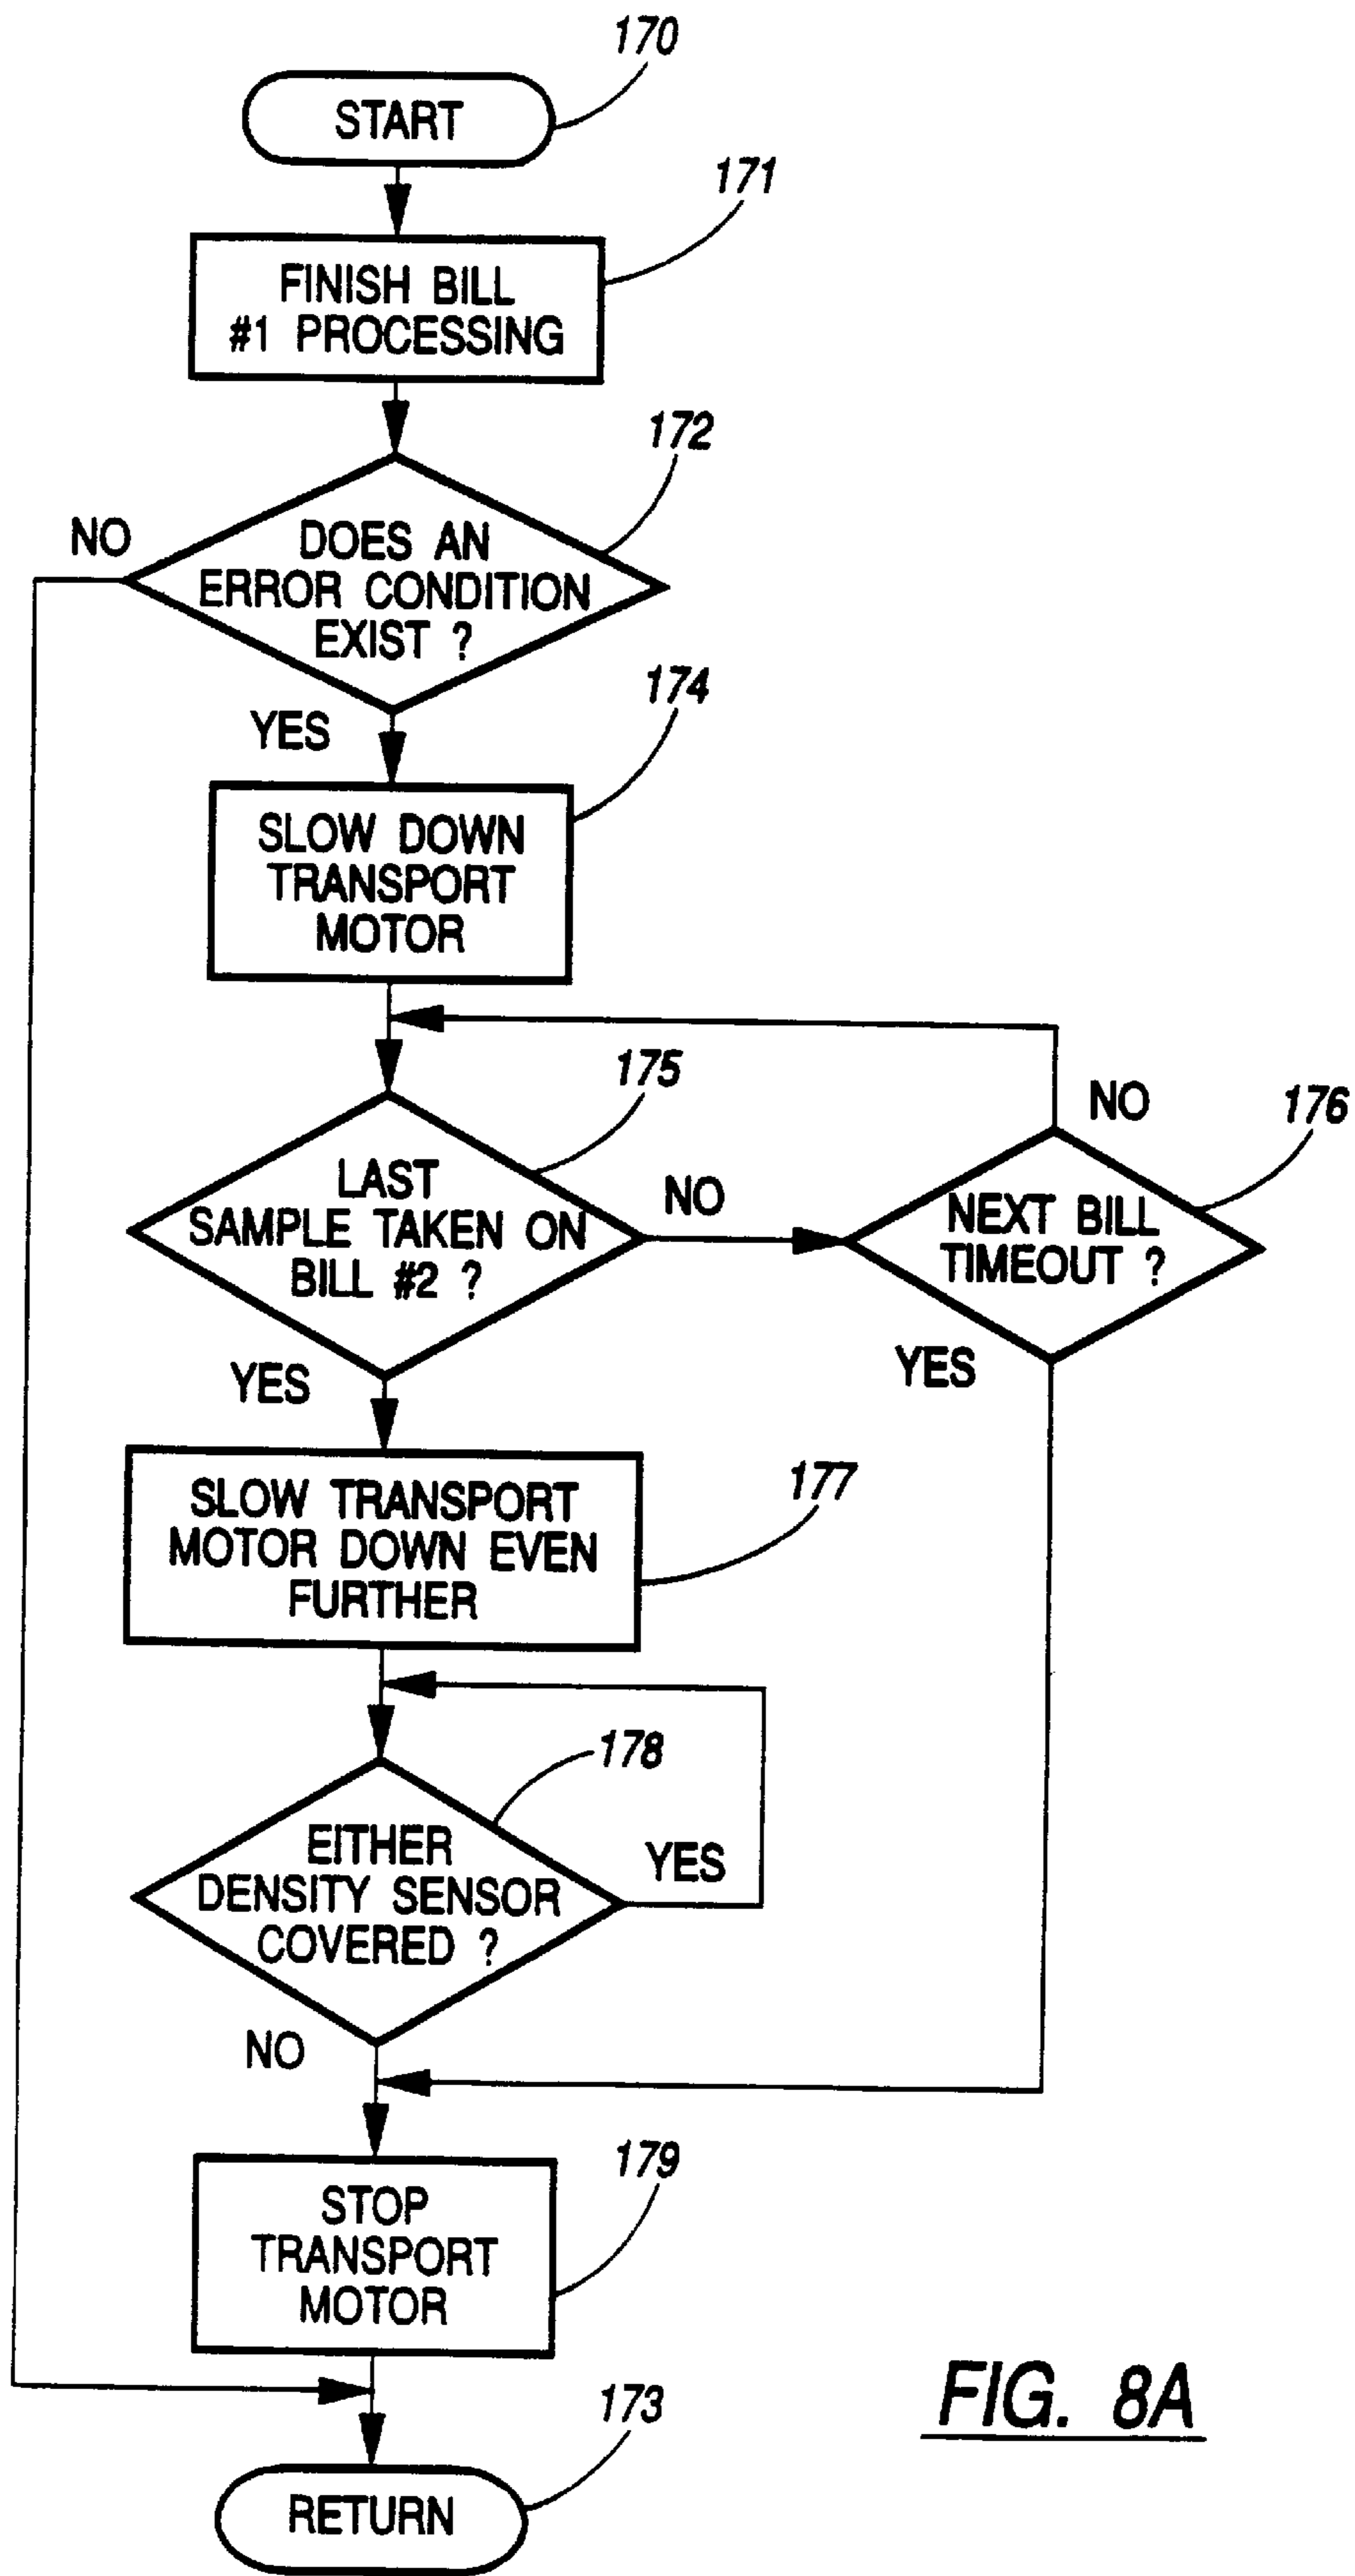 170
START
171
FINISH BILL
#1 PROCESSING
172
NO
DOES AN
ERROR CONDITION
EXIST ?
174
YES
SLOW DOWN
TRANSPORT
MOTOR
175
NO
176
LAST
SAMPLE TAKEN ON
BILL #2 ?
NO
NEXT BILL
TIMEOUT ?
YES
YES
177
SLOW TRANSPORT
MOTOR DOWN EVEN
FURTHER
178
EITHER
DENSITY SENSOR
COVERED ?
YES
NO
179
STOP
TRANSPORT
MOTOR
173
RETURN
FIG. 8A